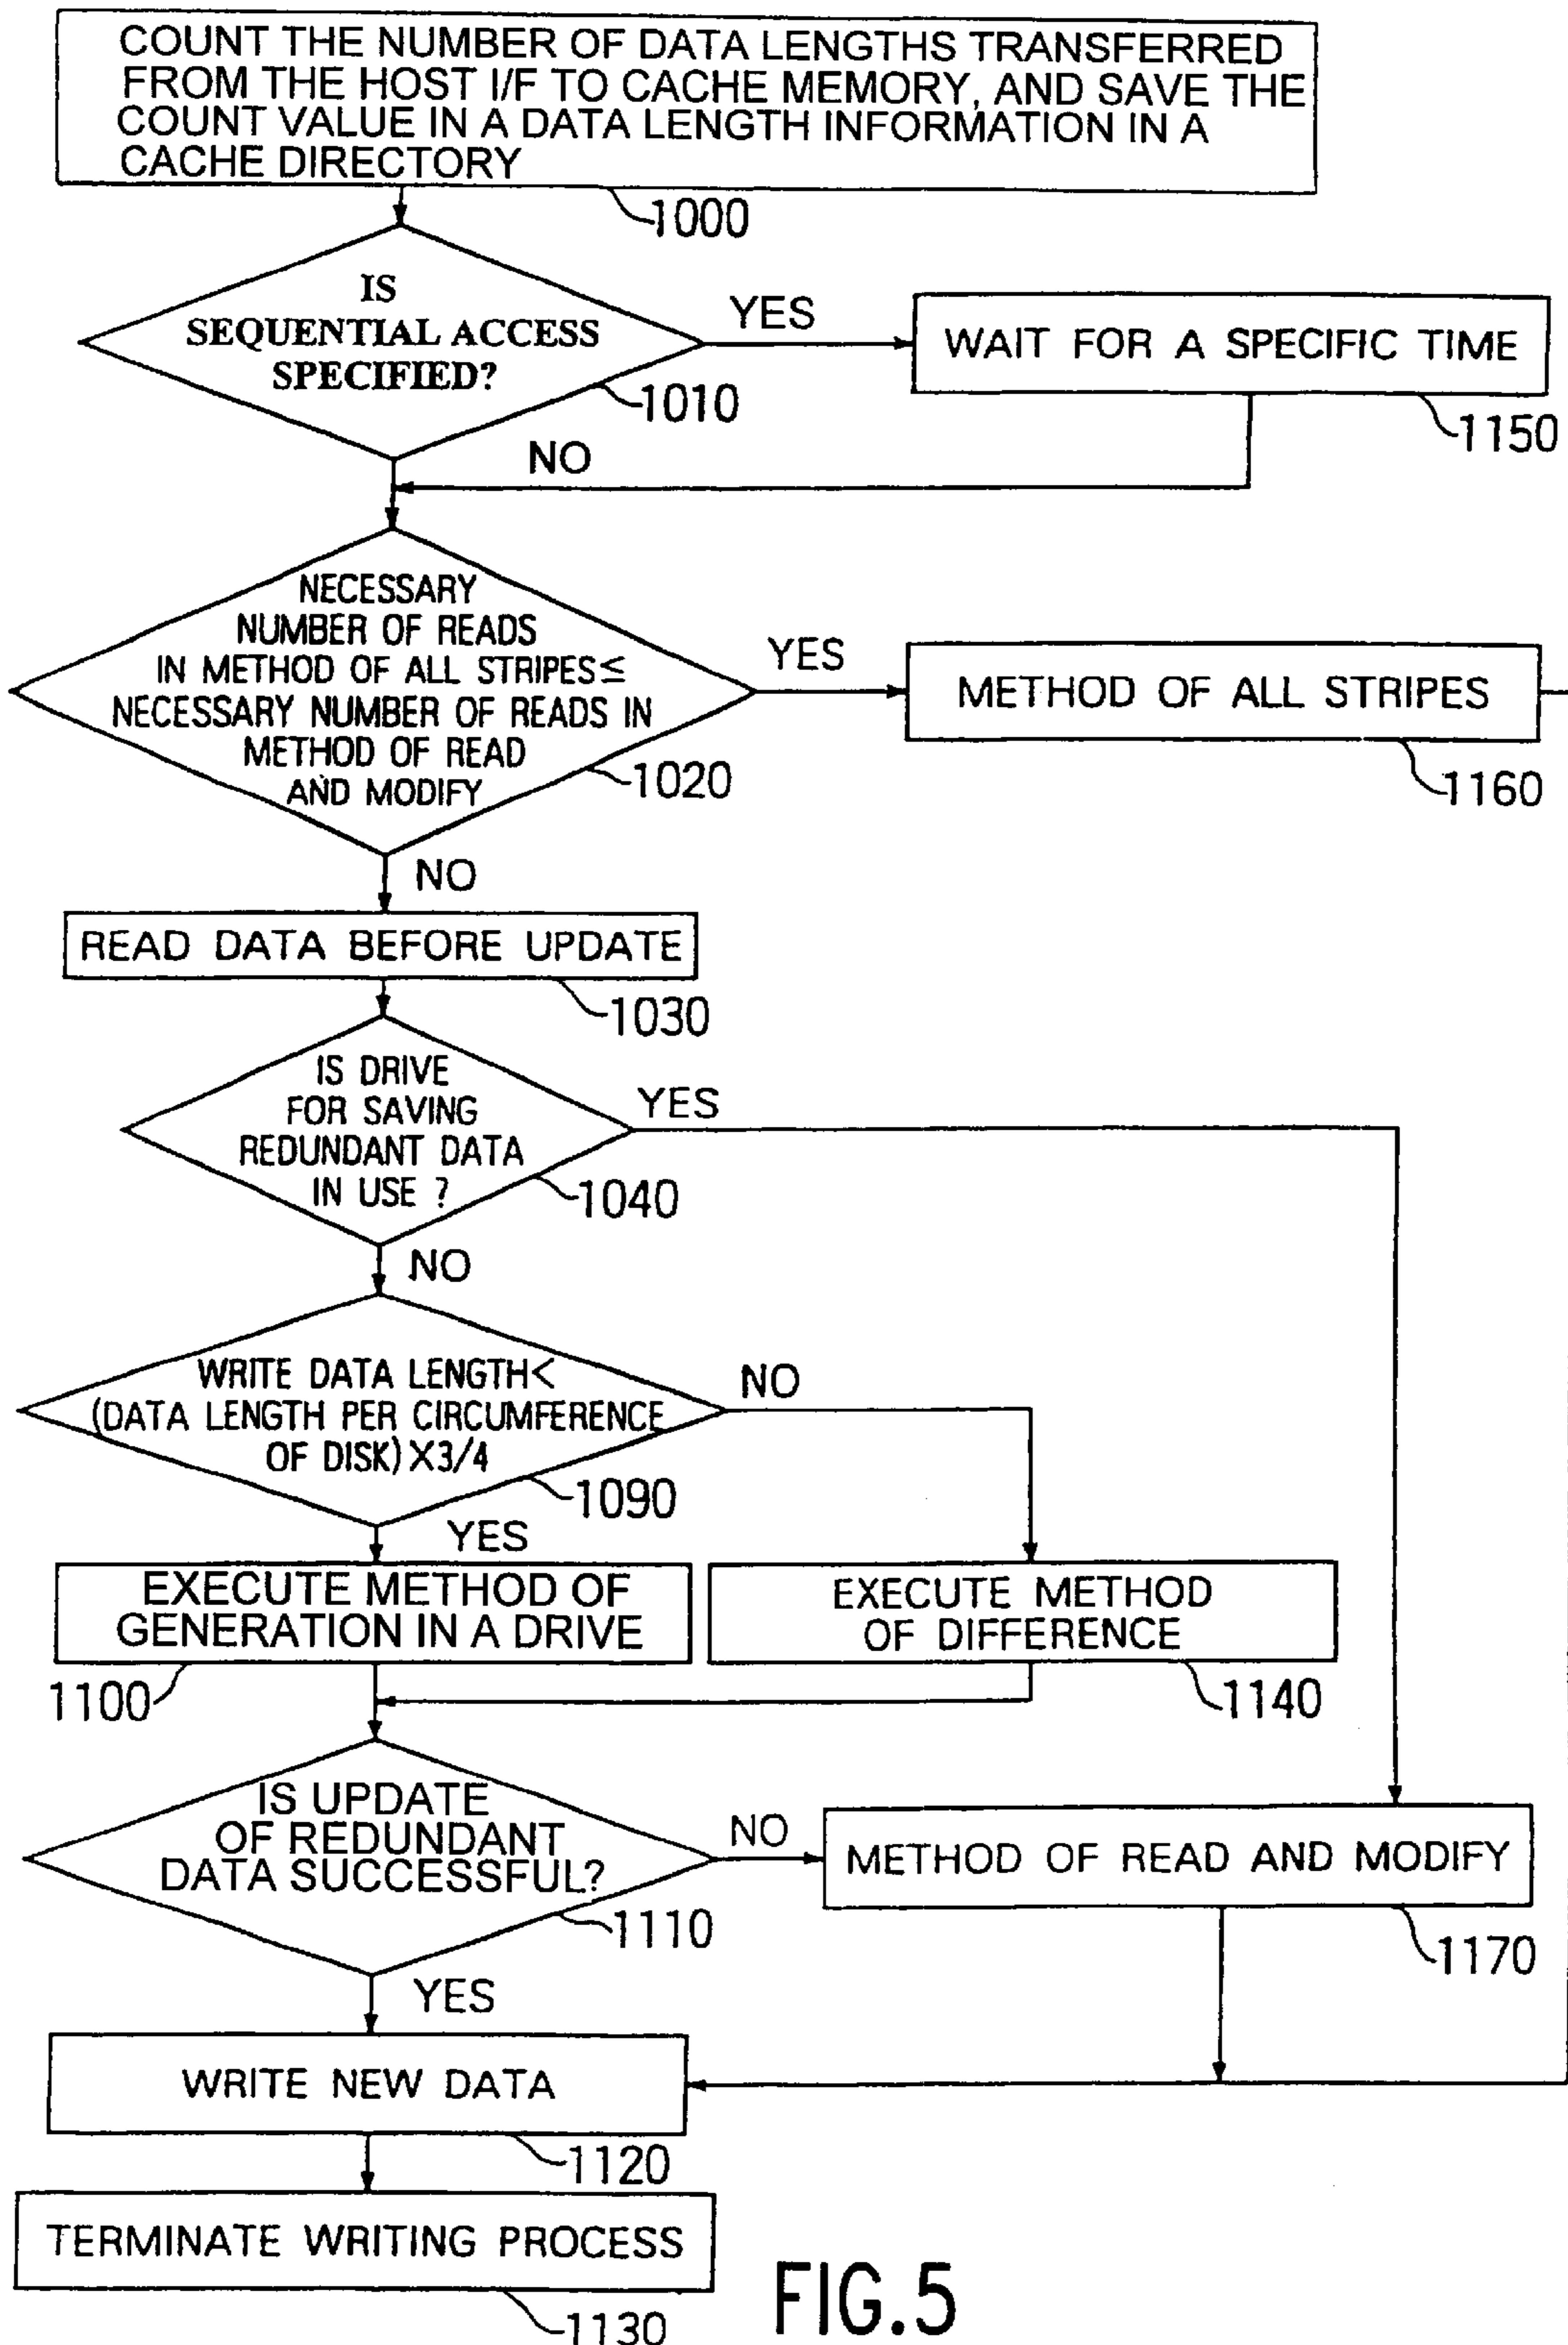 COUNT THE NUMBER OF DATA LENGTHS TRANSFERRED
FROM THE HOST I/F TO CACHE MEMORY, AND SAVE THE
COUNT VALUE IN A DATA LENGTH INFORMATION IN A
CACHE DIRECTORY
1000
IS
SEQUENTIAL ACCESS
SPECIFIED?
1010
YES
WAIT FOR A SPECIFIC TIME
1150
NO
NECESSARY
NUMBER OF READS
IN METHOD OF ALL STRIPES≦
NECESSARY NUMBER OF READS IN
METHOD OF READ
AND MODIFY
1020
YES
METHOD OF ALL STRIPES
1160
NO
READ DATA BEFORE UPDATE
1030
IS DRIVE
FOR SAVING
REDUNDANT DATA
IN USE ?
1040
YES
NO
WRITE DATA LENGTH<
(DATA LENGTH PER CIRCUMFERENCE
OF DISK) X3/4
1090
NO
YES
EXECUTE METHOD OF
GENERATION IN A DRIVE
1100
EXECUTE METHOD
OF DIFFERENCE
1140
IS UPDATE
OF REDUNDANT
DATA SUCCESSFUL?
1110
NO
METHOD OF READ AND MODIFY
1170
YES
WRITE NEW DATA
1120
TERMINATE WRITING PROCESS
1130
FIG.5